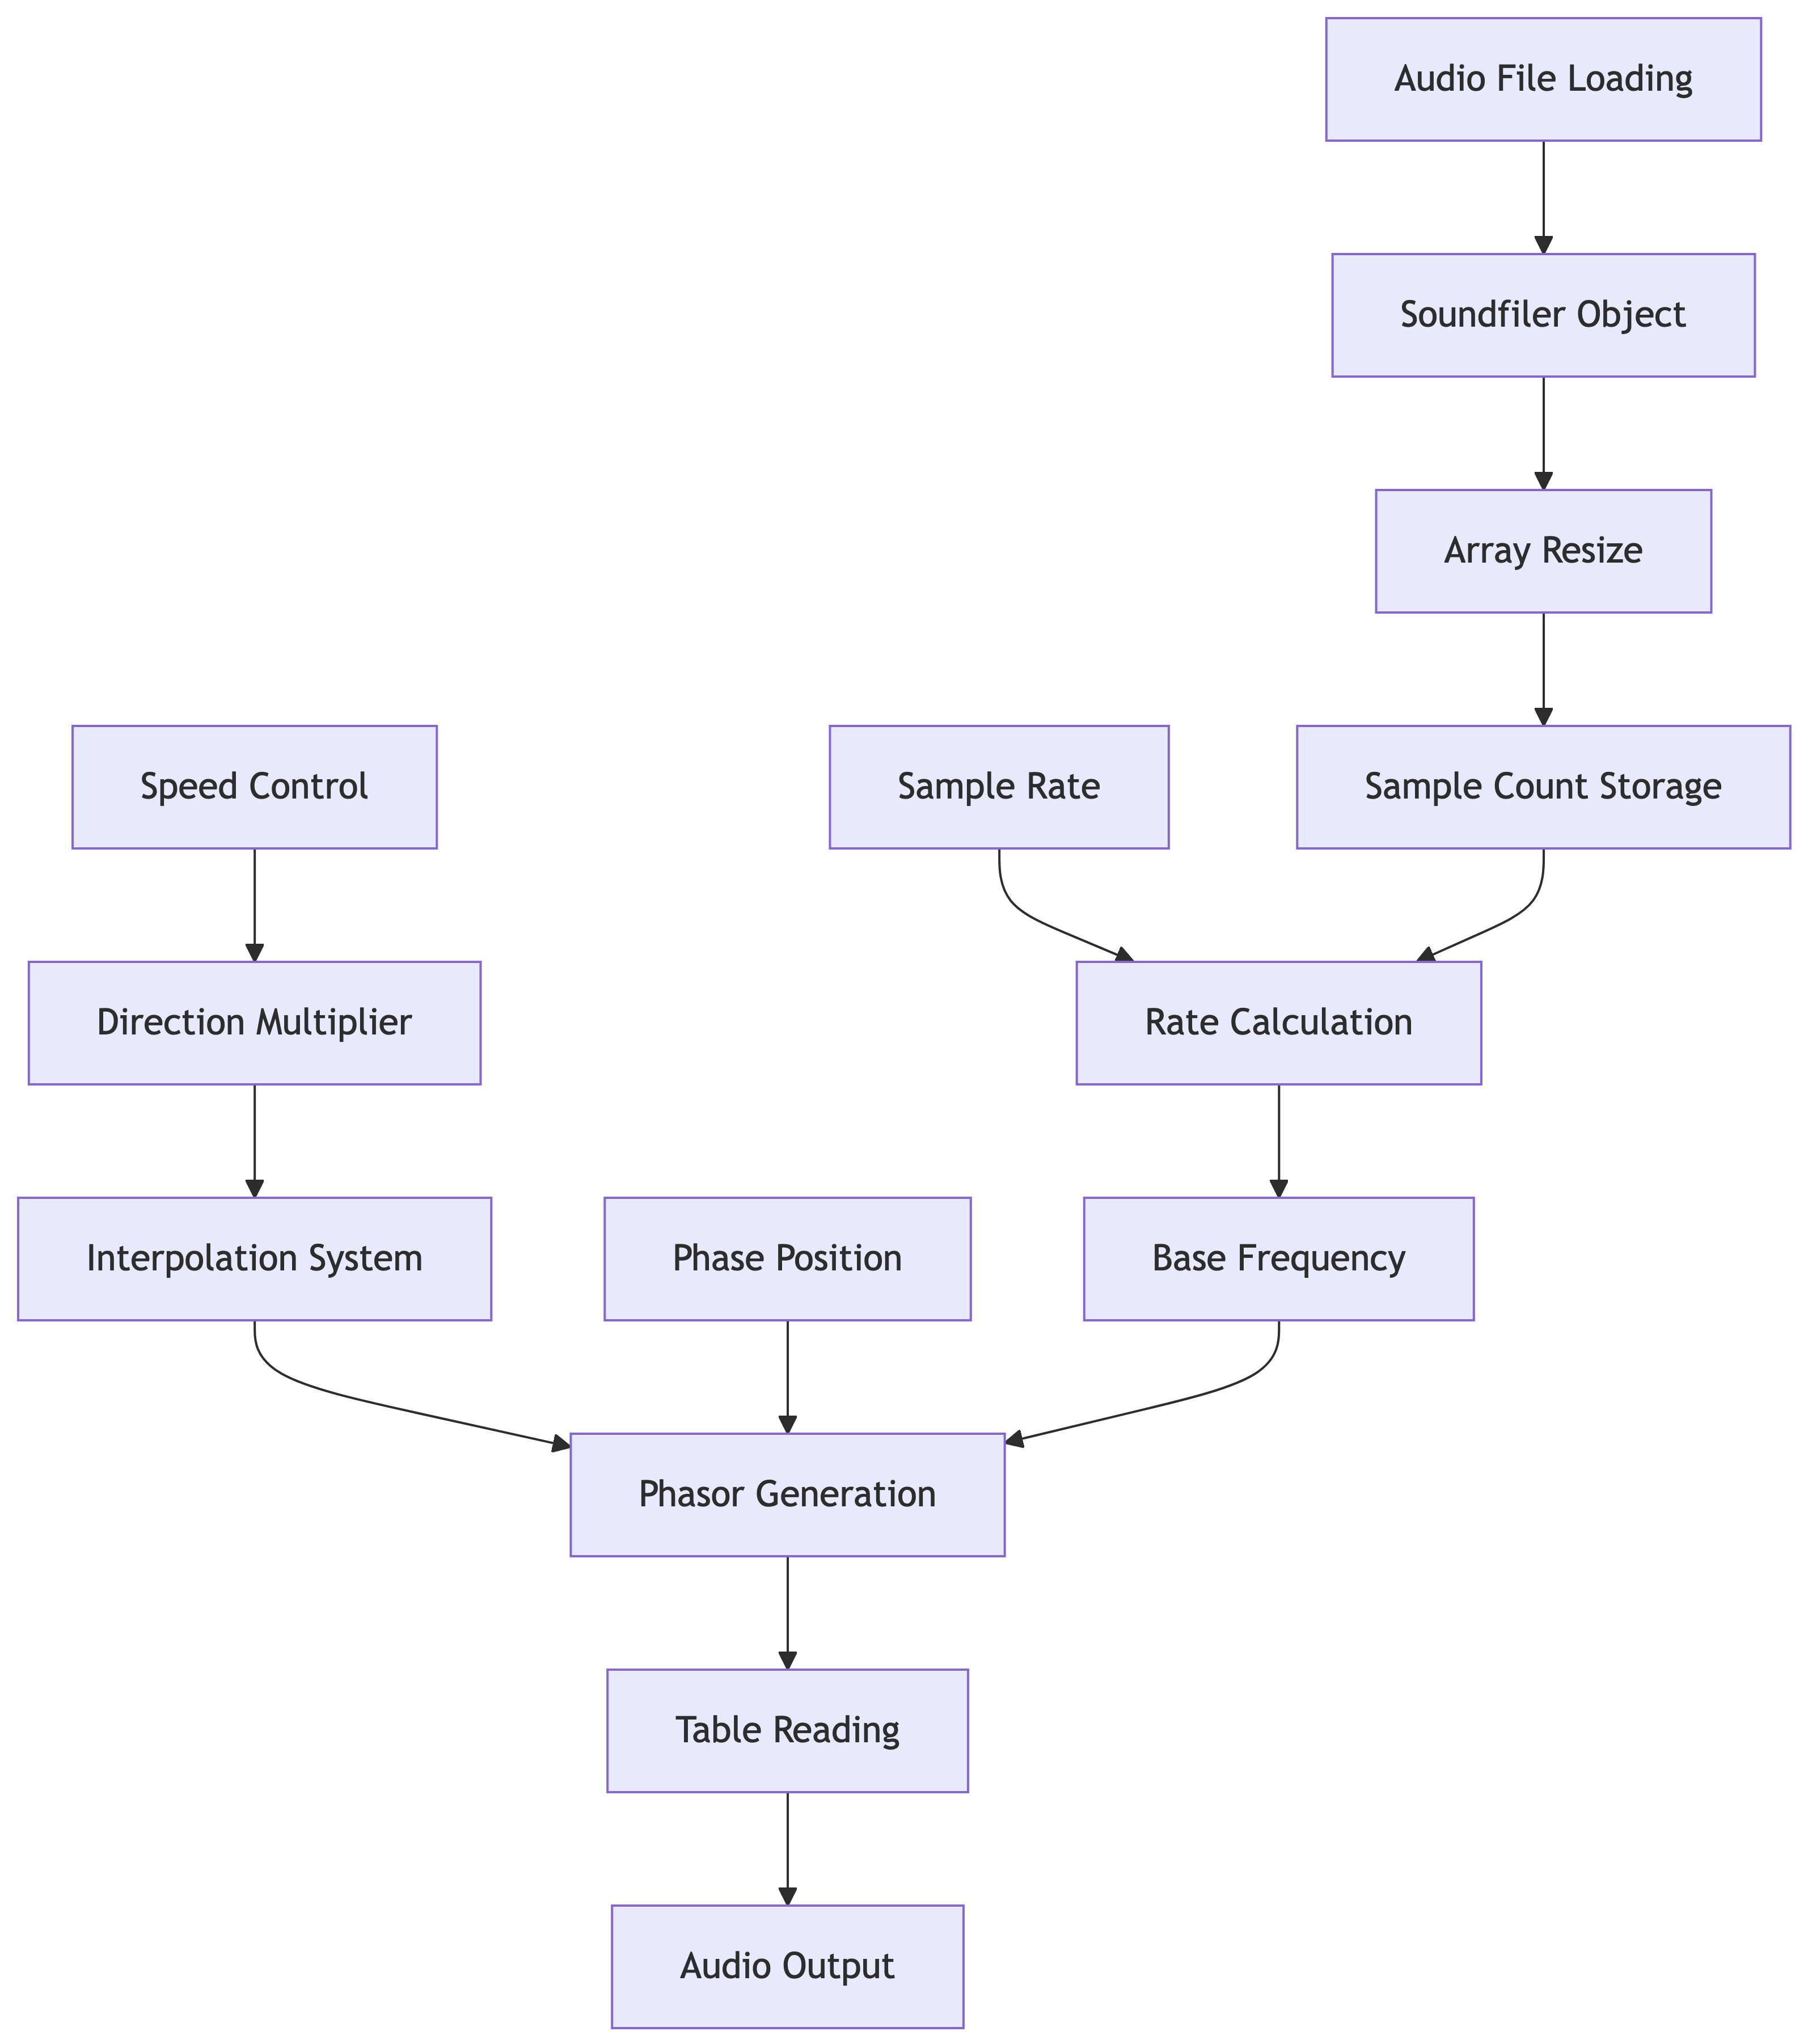 Audio File Loading
Soundfiler Object
Array Resize
Speed Control
Sample Rate
Sample Count Storage
Direction Multiplier
Rate Calculation
Interpolation System
Phase Position
Base Frequency
Phasor Generation
Table Reading
Audio Output